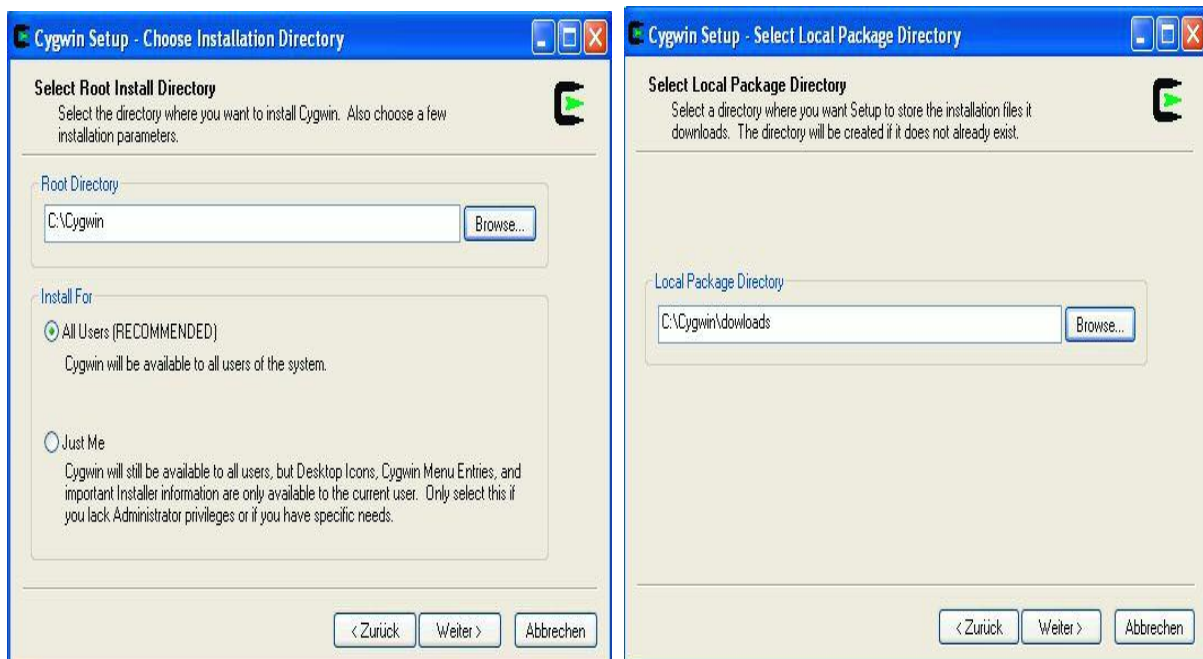 Cygwin Setup - Choose Installation Directory
Select Root Install Directory
Select the directory where you want to install Cygwin. Also choose a few
installation parameters.
Root Directory
C:\Cygwin
Browse...
Install For
All Users (RECOMMENDED)
Cygwin will be available to all users of the system.
Just Me
Cygwin will still be available to all users, but Desktop Icons, Cygwin Menu Entries, and
important Installer information are only available to the current user. Only select this if
you lack Administrator privileges or if you have specific needs.
< Zurück
Weiter >
Abbrechen
Cygwin Setup - Select Local Package Directory
Select Local Package Directory
Select a directory where you want Setup to store the installation files it
downloads. The directory will be created if it does not already exist.
Local Package Directory
C:\Cygwin\dowloads
Browse...
< Zurück
Weiter >
Abbrechen